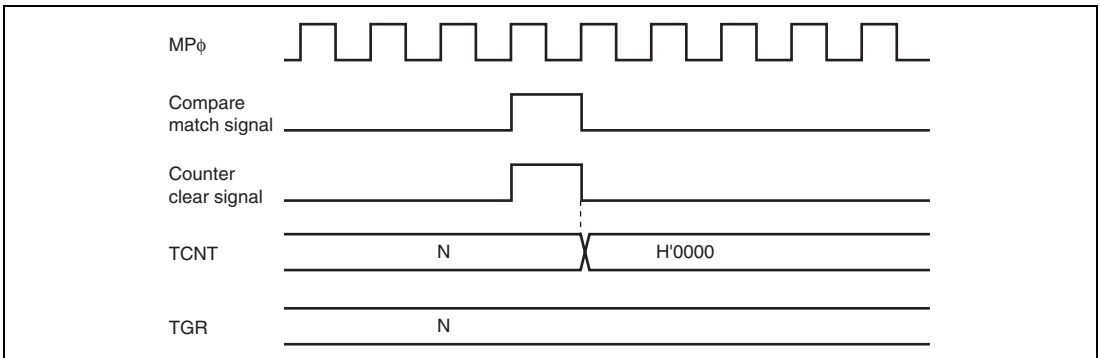 MPϕ
Compare
match signal
Counter
clear signal
TCNT
N
H'0000
TGR
N